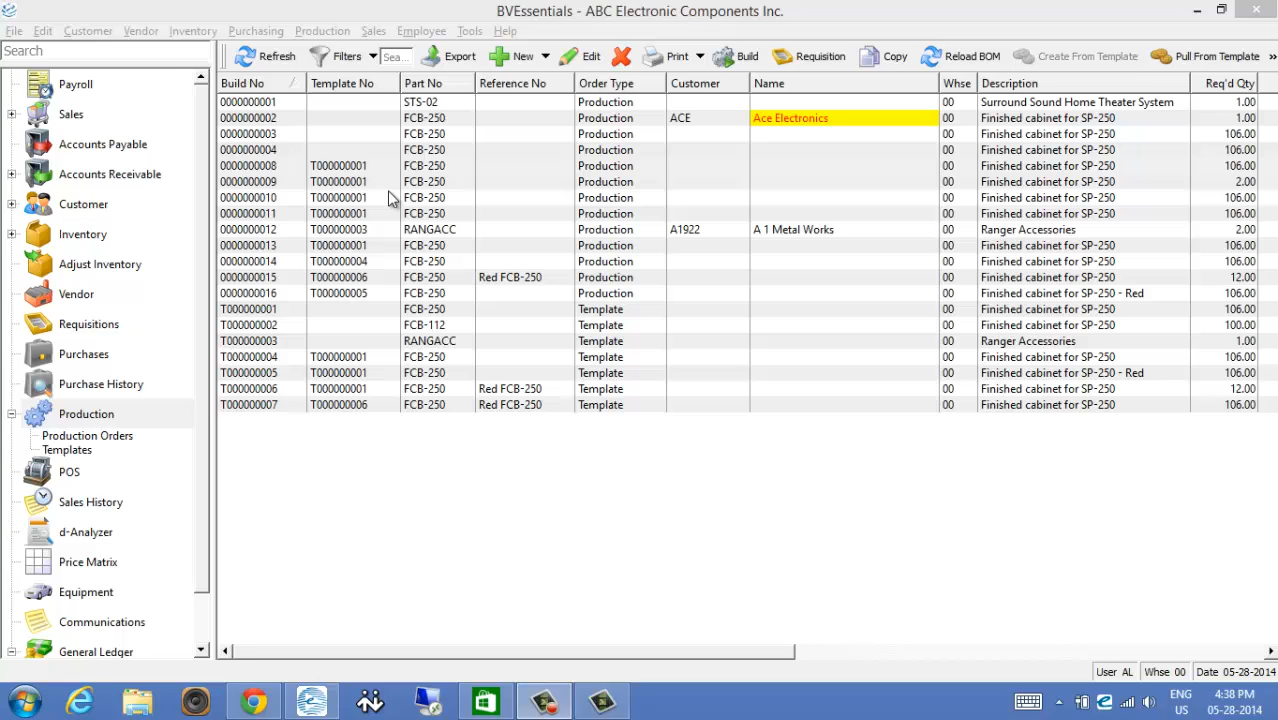 BVEssentials - ABC Electronic Components Inc.
File Edit Customer Vendor Inventory Purchasing Production Sales Employee Tools Help
Search
Refresh Filters Sea... Export New Edit Print Build Requisition Copy Reload BOM Create From Template Pull From Template »
Build No Template No Part No Reference No Order Type Customer Name Whse Description Req'd Qty
0000000001 STS-02 Production 00 Surround Sound Home Theater System 1.00
0000000002 FCB-250 Production ACE Ace Electronics 00 Finished cabinet for SP-250 1.00
0000000003 FCB-250 Production 00 Finished cabinet for SP-250 106.00
0000000004 FCB-250 Production 00 Finished cabinet for SP-250 106.00
0000000008 T000000001 FCB-250 Production 00 Finished cabinet for SP-250 106.00
0000000009 T000000001 FCB-250 Production 00 Finished cabinet for SP-250 2.00
0000000010 T000000001 FCB-250 Production 00 Finished cabinet for SP-250 106.00
0000000011 T000000001 FCB-250 Production 00 Finished cabinet for SP-250 106.00
0000000012 T000000003 RANGACC Production A1922 A 1 Metal Works 00 Ranger Accessories 2.00
0000000013 T000000001 FCB-250 Production 00 Finished cabinet for SP-250 106.00
0000000014 T000000004 FCB-250 Production 00 Finished cabinet for SP-250 106.00
0000000015 T000000006 FCB-250 Red FCB-250 Production 00 Finished cabinet for SP-250 12.00
0000000016 T000000005 FCB-250 Production 00 Finished cabinet for SP-250 - Red 106.00
T000000001 FCB-250 Template 00 Finished cabinet for SP-250 106.00
T000000002 FCB-112 Template 00 Finished cabinet for SP-250 100.00
T000000003 RANGACC Template 00 Ranger Accessories 1.00
T000000004 T000000001 FCB-250 Template 00 Finished cabinet for SP-250 106.00
T000000005 T000000001 FCB-250 Template 00 Finished cabinet for SP-250 - Red 106.00
T000000006 T000000001 FCB-250 Red FCB-250 Template 00 Finished cabinet for SP-250 12.00
T000000007 T000000006 FCB-250 Red FCB-250 Template 00 Finished cabinet for SP-250 106.00
Payroll
Sales
Accounts Payable
Accounts Receivable
Customer
Inventory
Adjust Inventory
Vendor
Requisitions
Purchases
Purchase History
Production
Production Orders
Templates
POS
Sales History
d-Analyzer
Price Matrix
Equipment
Communications
General Ledger
User AL Whse 00 Date 05-28-2014
ENG 4:38 PM
US 05-28-2014